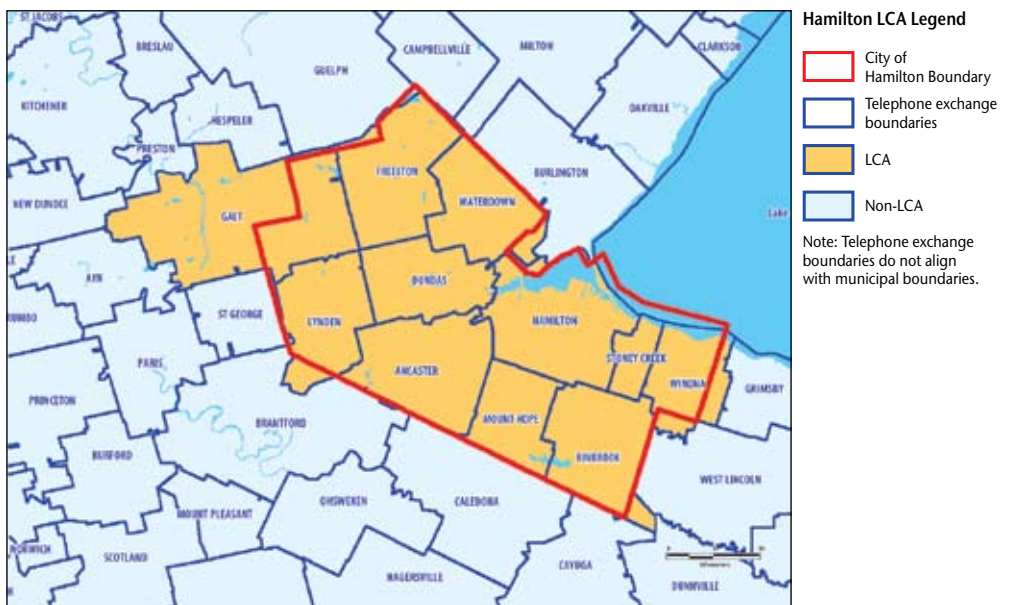 ST JACOBS
BRESLAU
CAMPBELLVILLE
MILTON
CLARKSON
GUELPH
KITCHENER
HESPELER
OAKVILLE
PRESTON
FREELTON
BURLINGTON
NEW DUNDEE
WATERDOWN
GALT
Lake
AYR
DUNDAS
ST GEORGE
LYNDEN
HAMILTON
PARIS
STONEY CREEK
ANCASTER
WINONA
GRIMSBY
PRINCETON
MOUNT HOPE
BRANTFORD
BURFORD
BINBROOK
WEST LINCOLN
OHSWEKEN
CALEDONIA
MOUNT PLEASANT
NORWICH
SCOTLAND
CAYUGA
HAGERSVILLE
DUNNVILLE
Hamilton LCA Legend
City of
Hamilton Boundary
Telephone exchange
boundaries
LCA
Non-LCA
Note: Telephone exchange
boundaries do not align
with municipal boundaries.